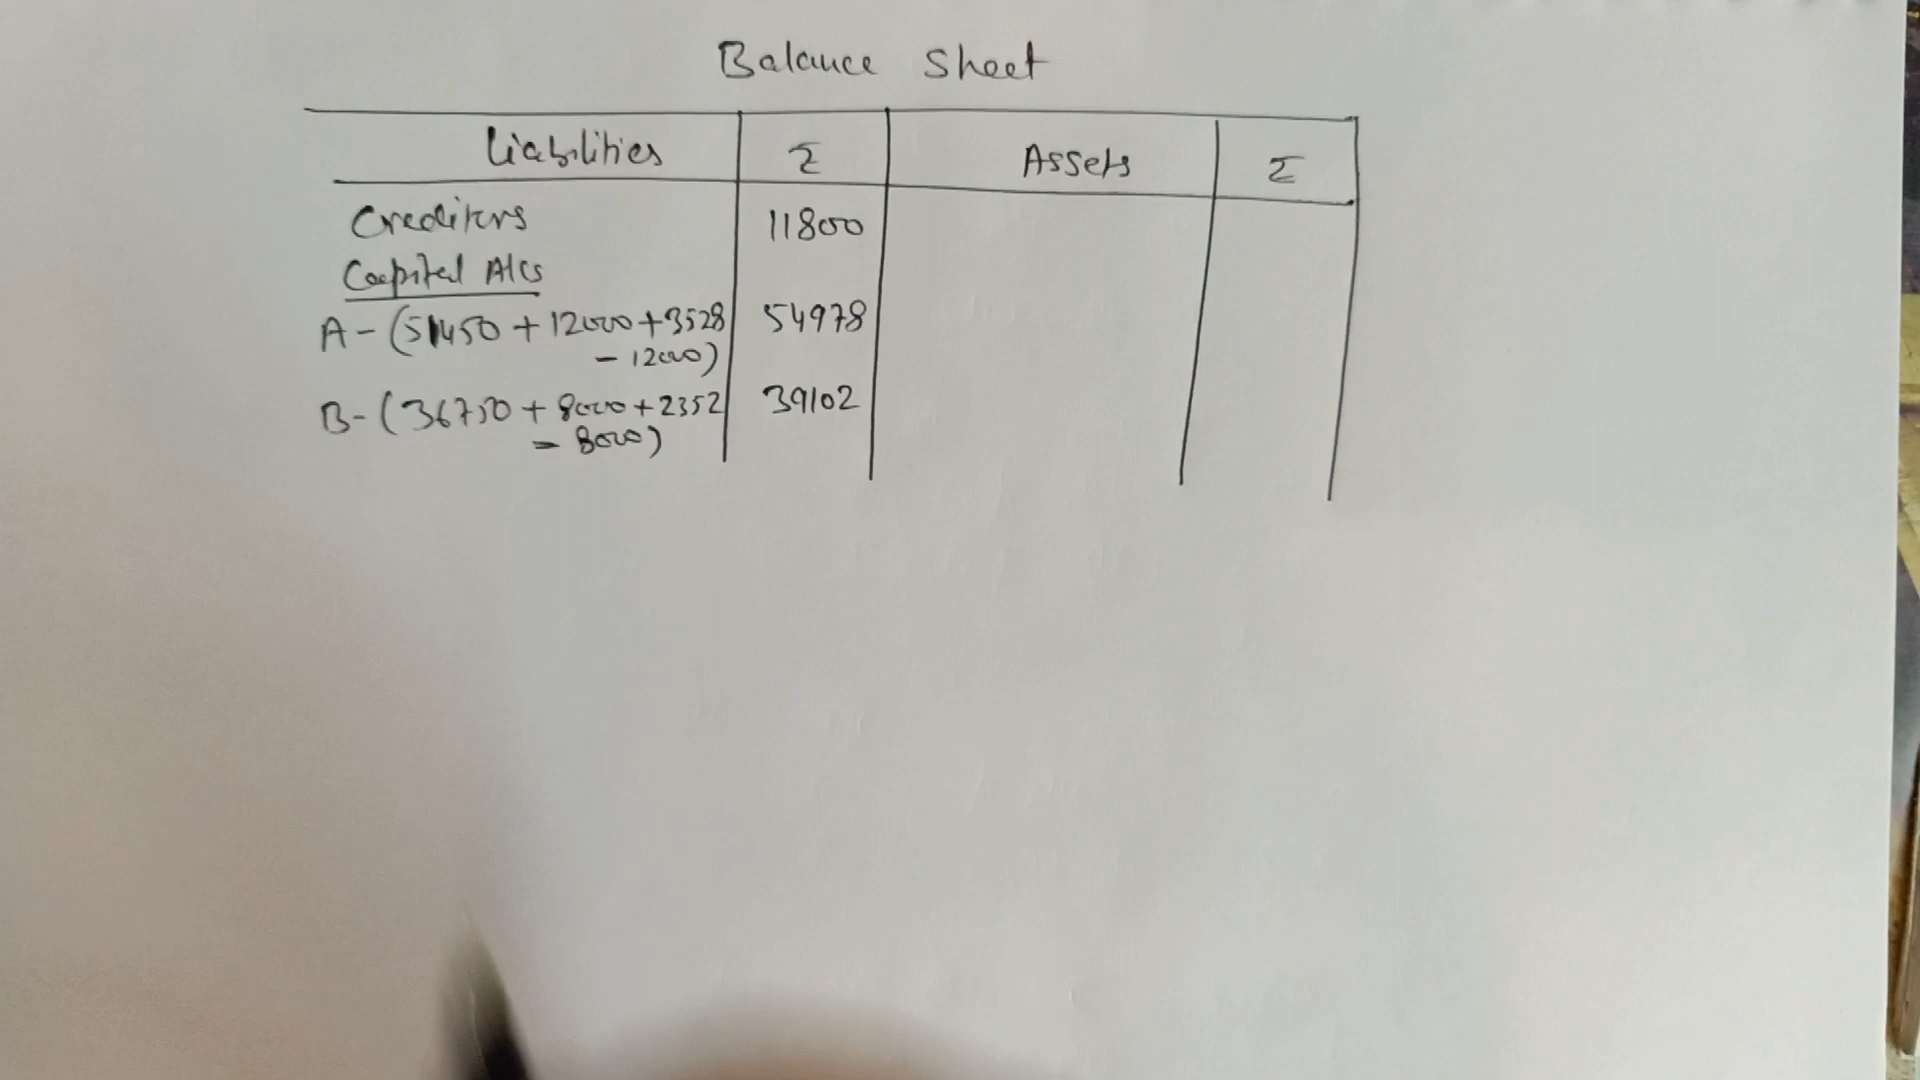 Balance Sheet
Liabilities ₹ Assets ₹
Creditors 11800
Capital A/cs
A - (51450 + 12000 + 3528 54978
- 12000)
B - (36750 + 8000 + 2352 39102
- 8000)